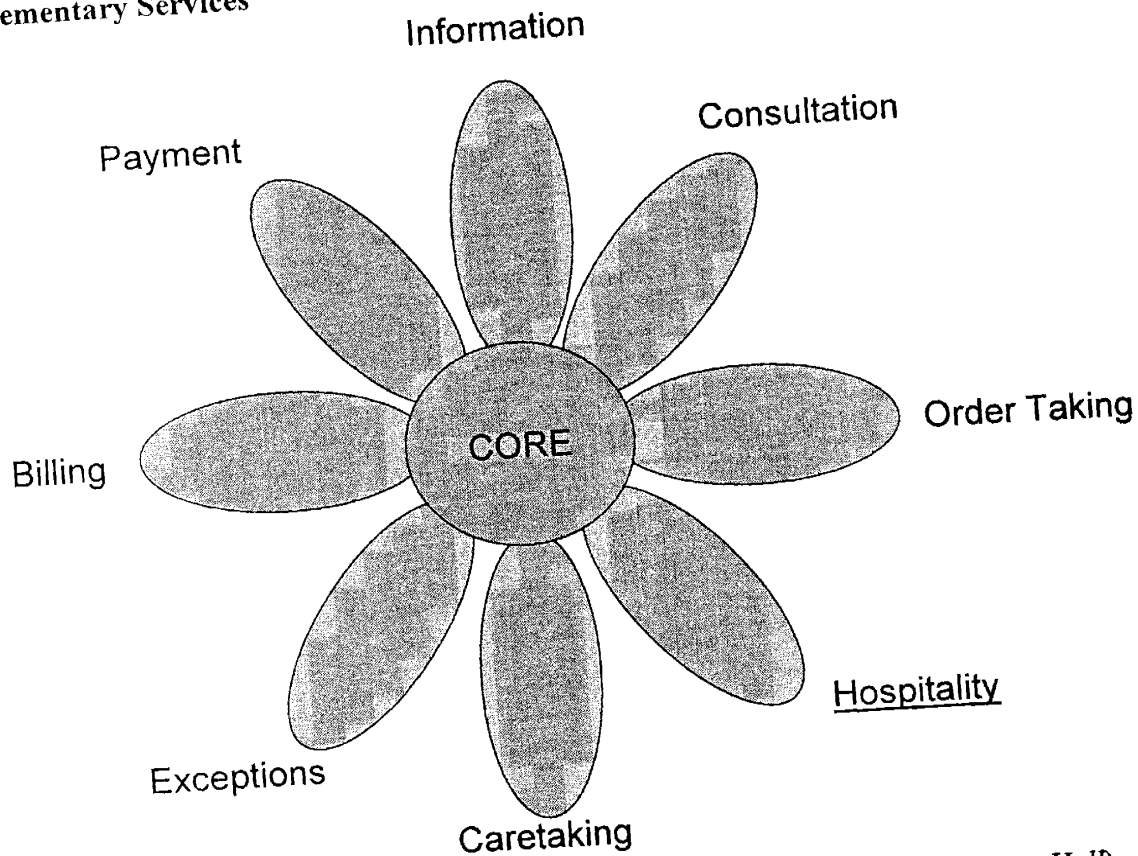 ementary Services
Information
Consultation
Payment
Order Taking
CORE
Billing
Hospitality
Exceptions
Caretaking